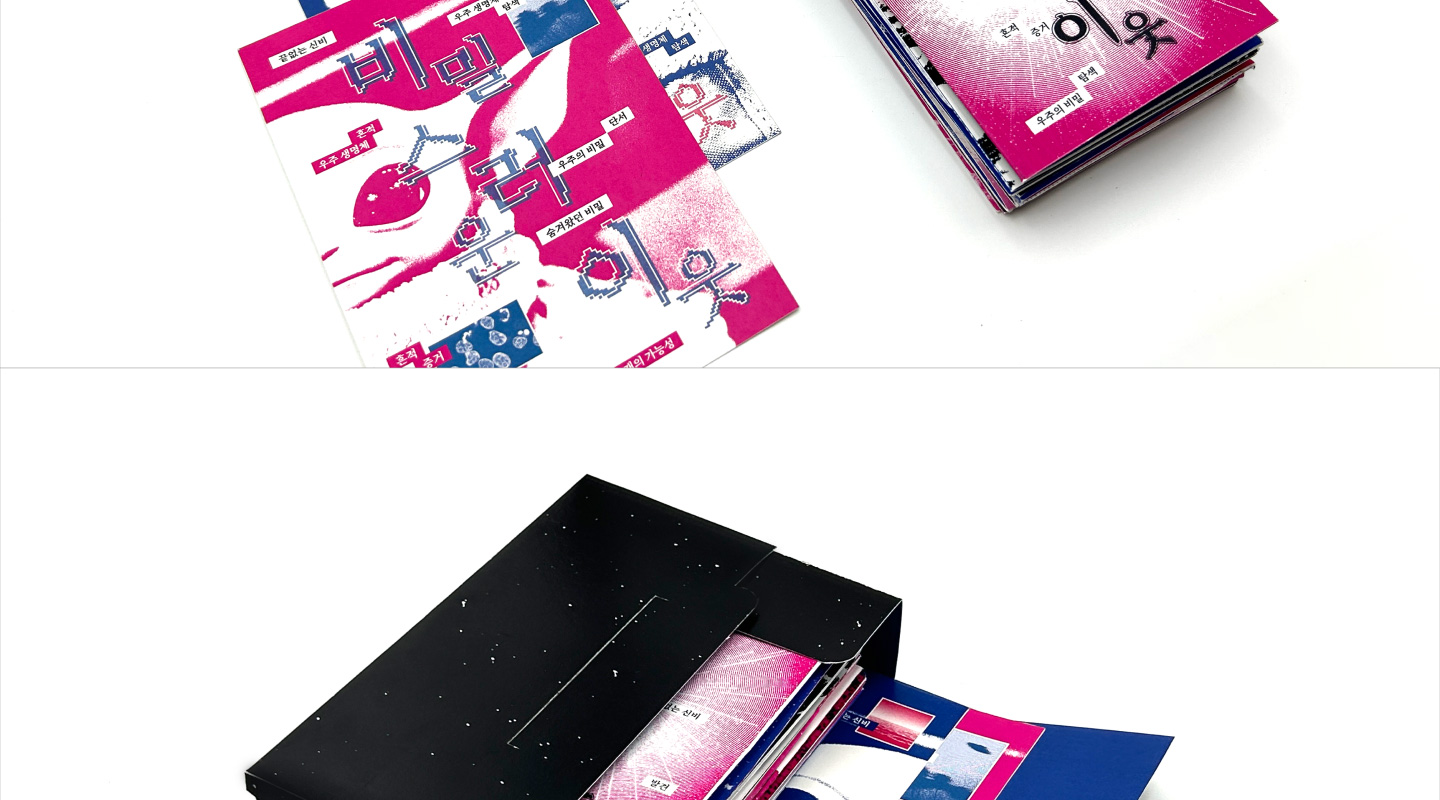 끝없는 신비
우주 생명체 탐색
비밀
생명체
탐색
흔적
우주 생명체
스러
단서
우주의 비밀
숨겨왔던 비밀
운 이웃
웃
흔적
증거
의 가능성
흔적
증거
이웃
탐색
우주의 비밀
없는 신비
발견
는 신비